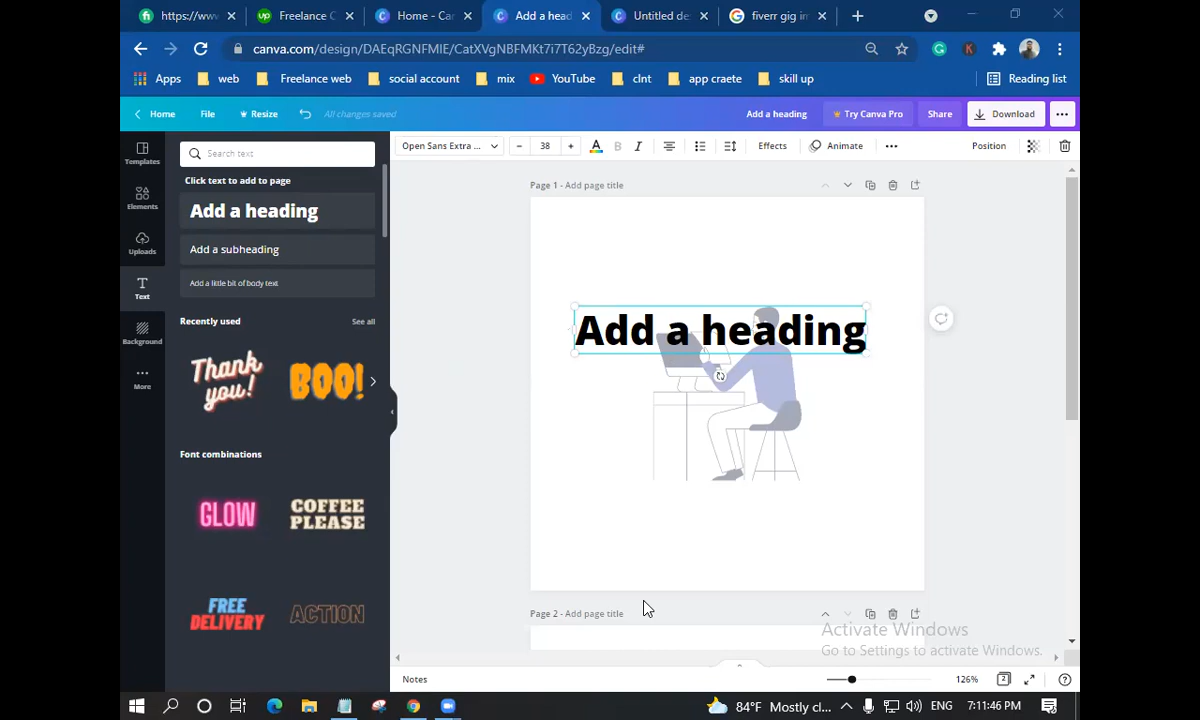 https://www
Freelance C
Home - Can
Add a head
Untitled de
fiverr gig im
canva.com/design/DAEqRGNFMlE/CatXVgNBFMKt7i7T62yBzg/edit#
Apps
web
Freelance web
social account
mix
YouTube
clnt
app craete
skill up
Reading list
Home
File
Resize
All changes saved
Add a heading
Try Canva Pro
Share
Download
Templates
Elements
Uploads
Text
Background
More
Search text
Click text to add to page
Add a heading
Add a subheading
Add a little bit of body text
Recently used
See all
Thank
you!
BOO!
Font combinations
GLOW
COFFEE
PLEASE
FREE
DELIVERY
ACTION
Open Sans Extra ...
38
A
B
I
Effects
Animate
Position
Page 1 - Add page title
Add a heading
Page 2 - Add page title
Activate Windows
Go to Settings to activate Windows.
Notes
126%
2
84°F Mostly cl...
ENG
7:11:46 PM